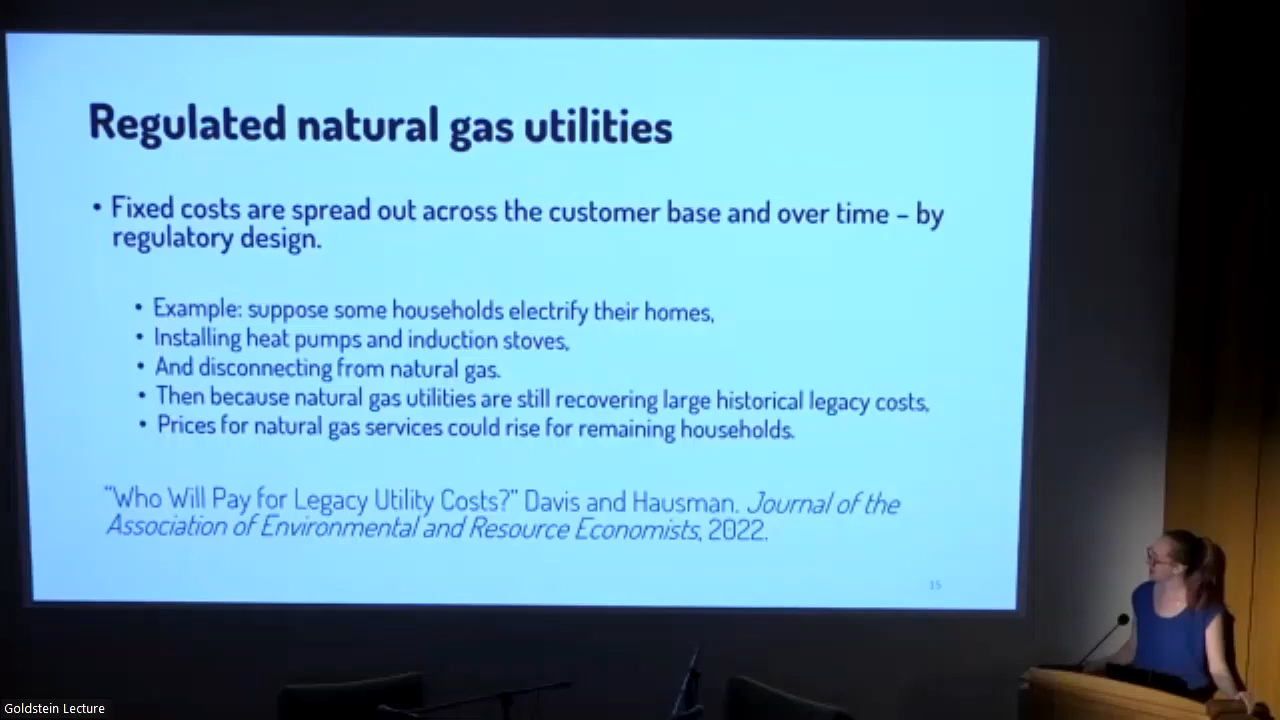 Regulated natural gas utilities
• Fixed costs are spread out across the customer base and over time – by
regulatory design.
• Example: suppose some households electrify their homes,
• Installing heat pumps and induction stoves,
• And disconnecting from natural gas.
• Then because natural gas utilities are still recovering large historical legacy costs,
• Prices for natural gas services could rise for remaining households.
“Who Will Pay for Legacy Utility Costs?” Davis and Hausman. Journal of the
Association of Environmental and Resource Economists, 2022.
15
Goldstein Lecture